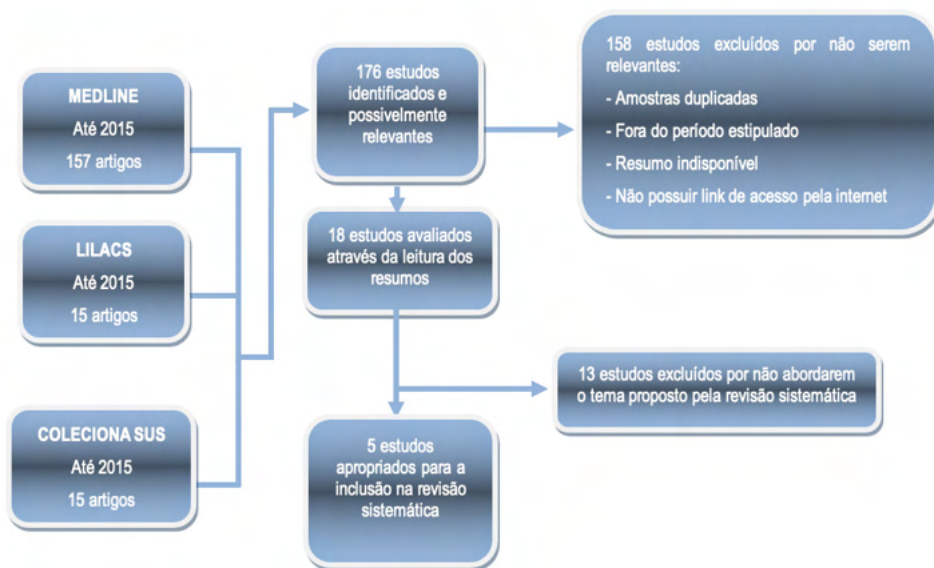 MEDLINE
Até 2015
157 artigos
LILACS
Até 2015
15 artigos
COLECIONA SUS
Até 2015
15 artigos
176 estudos
identificados e
possivelmente
relevantes
158 estudos excluídos por não serem
relevantes:
- Amostras duplicadas
- Fora do período estipulado
- Resumo indisponível
- Não possuir link de acesso pela internet
18 estudos avaliados
através da leitura dos
resumos
13 estudos excluídos por não abordarem
o tema proposto pela revisão sistemática
5 estudos
apropriados para a
inclusão na revisão
sistemática